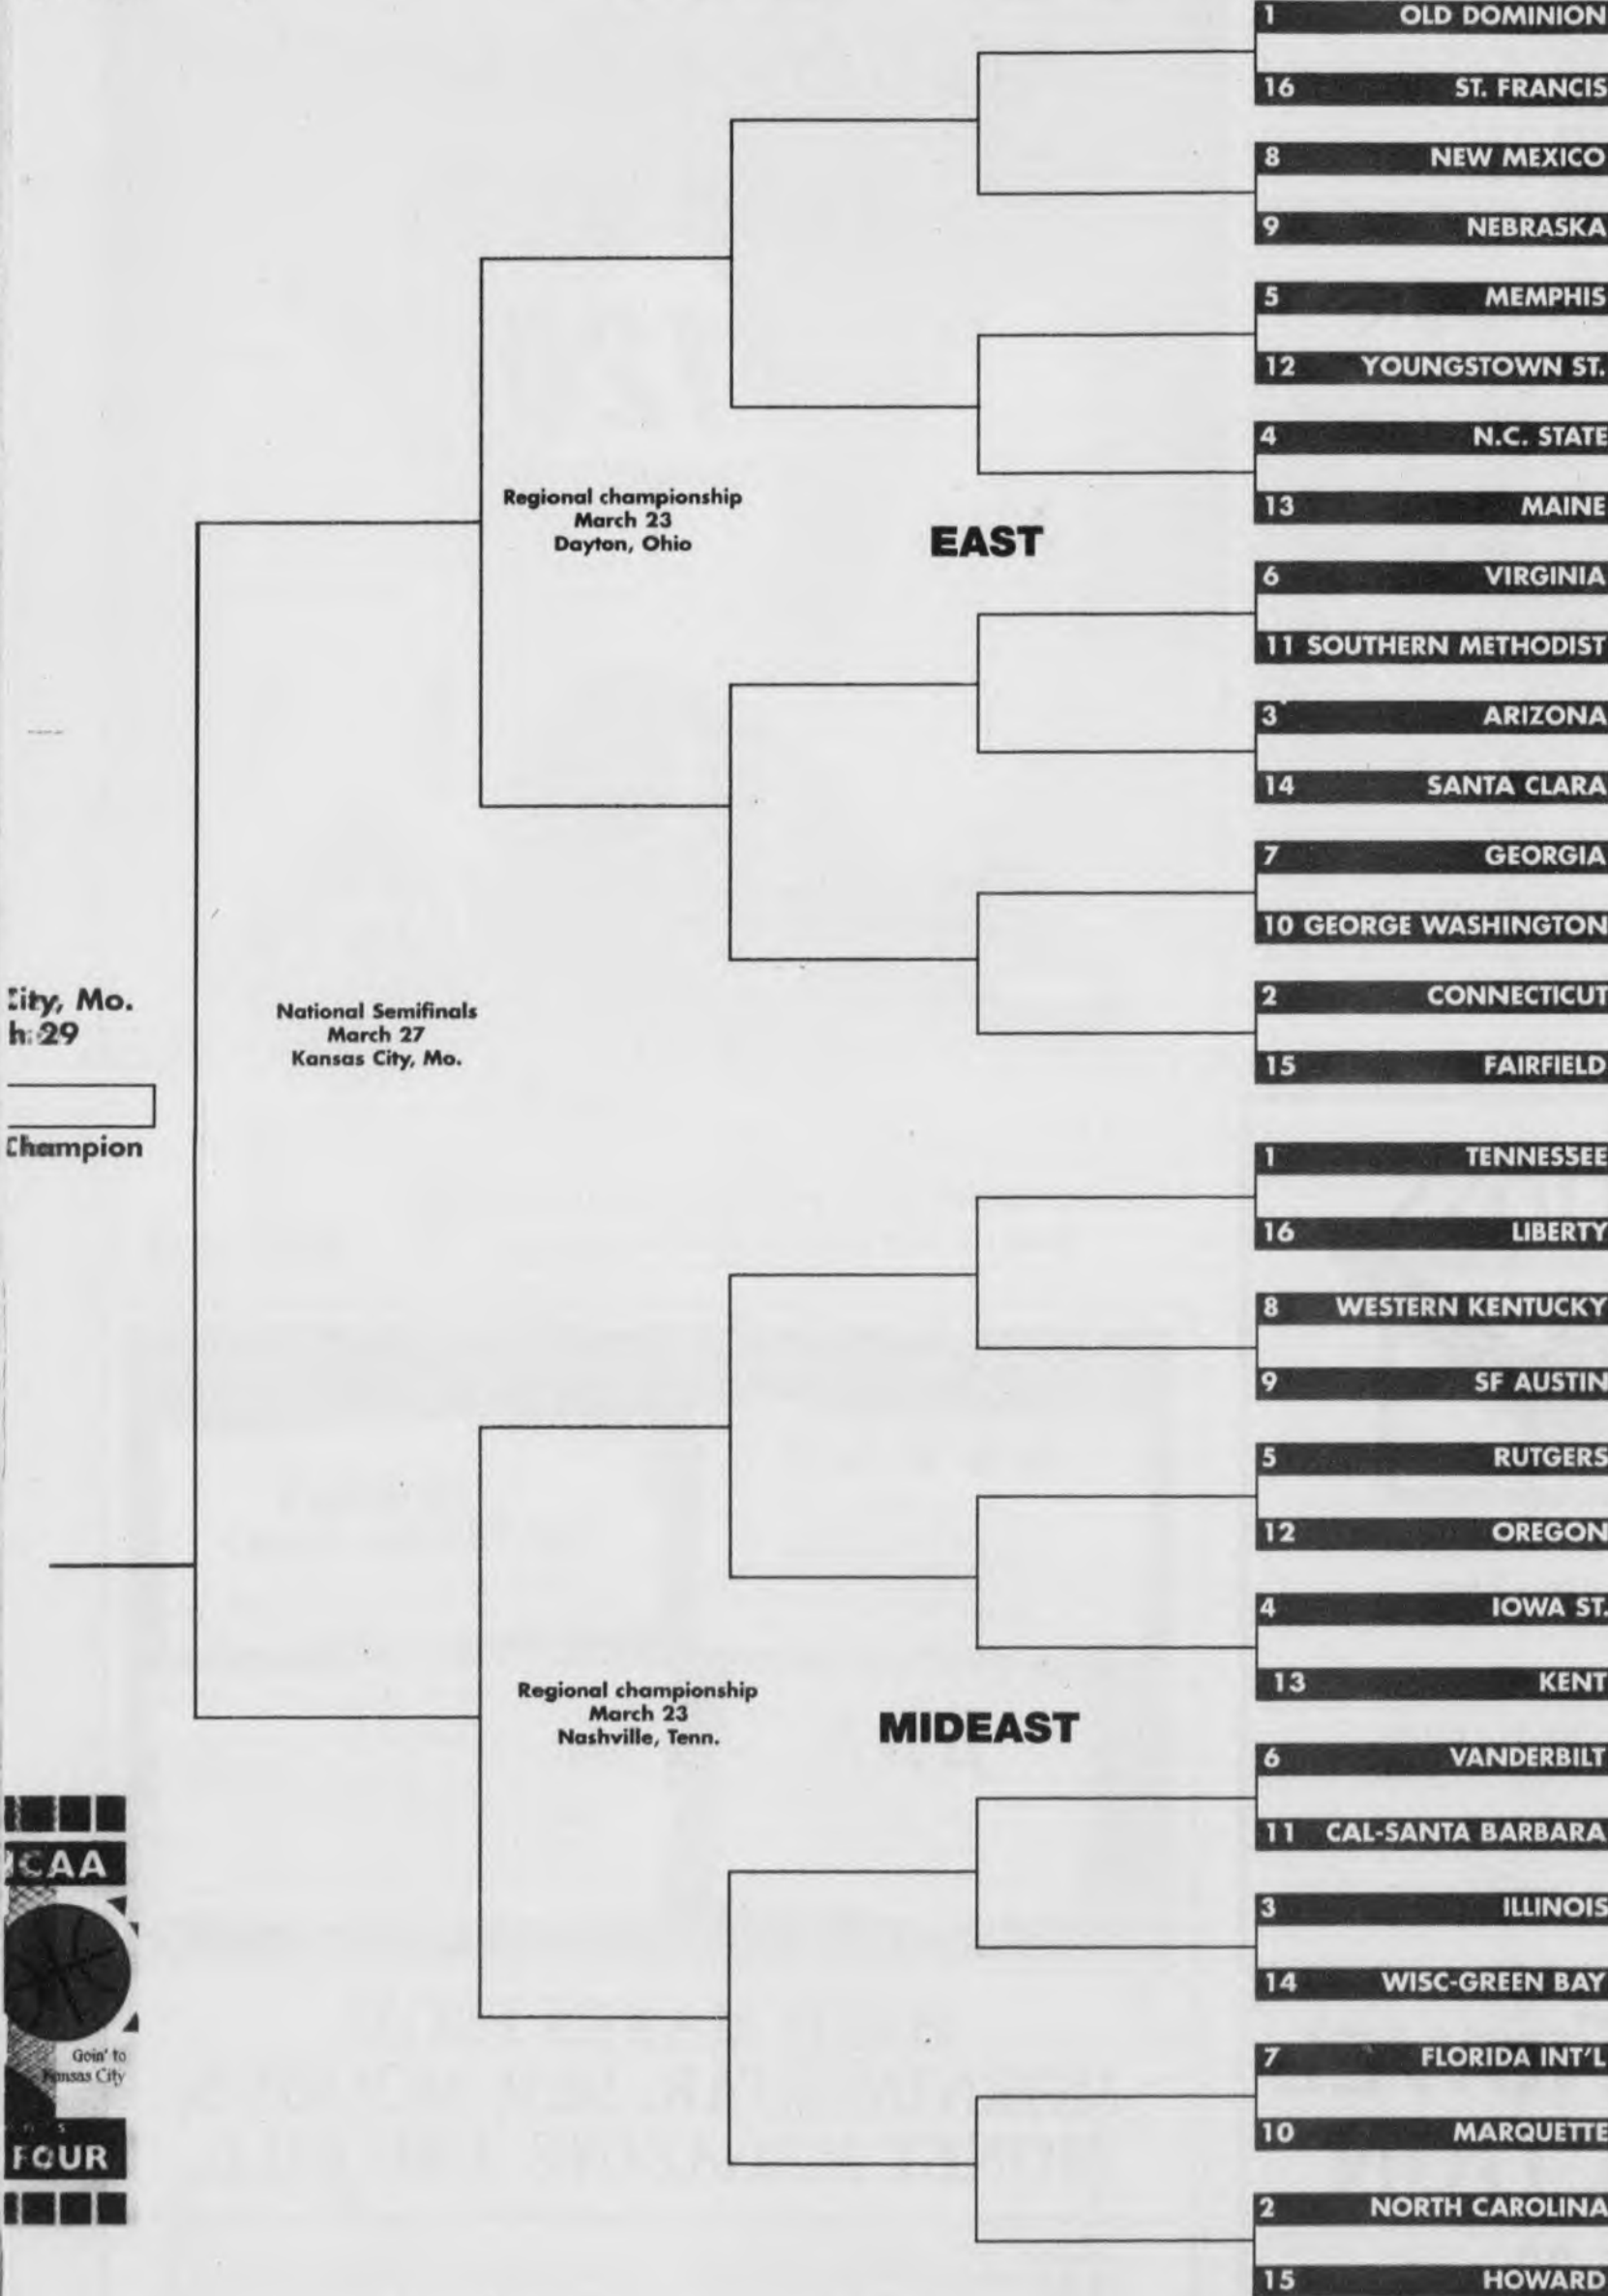 1 OLD DOMINION
16 ST. FRANCIS
8 NEW MEXICO
9 NEBRASKA
5 MEMPHIS
12 YOUNGSTOWN ST.
4 N.C. STATE
13 MAINE
Regional championship
March 23
Dayton, Ohio
EAST
6 VIRGINIA
11 SOUTHERN METHODIST
3 ARIZONA
14 SANTA CLARA
7 GEORGIA
10 GEORGE WASHINGTON
2 CONNECTICUT
15 FAIRFIELD
City, Mo.
h 29
Champion
National Semifinals
March 27
Kansas City, Mo.
1 TENNESSEE
16 LIBERTY
8 WESTERN KENTUCKY
9 SF AUSTIN
5 RUTGERS
12 OREGON
4 IOWA ST.
13 KENT
Regional championship
March 23
Nashville, Tenn.
MIDEAST
6 VANDERBILT
11 CAL-SANTA BARBARA
3 ILLINOIS
14 WISC-GREEN BAY
7 FLORIDA INT'L
10 MARQUETTE
2 NORTH CAROLINA
15 HOWARD
NCAA
Goin' to
Kansas City
FOUR